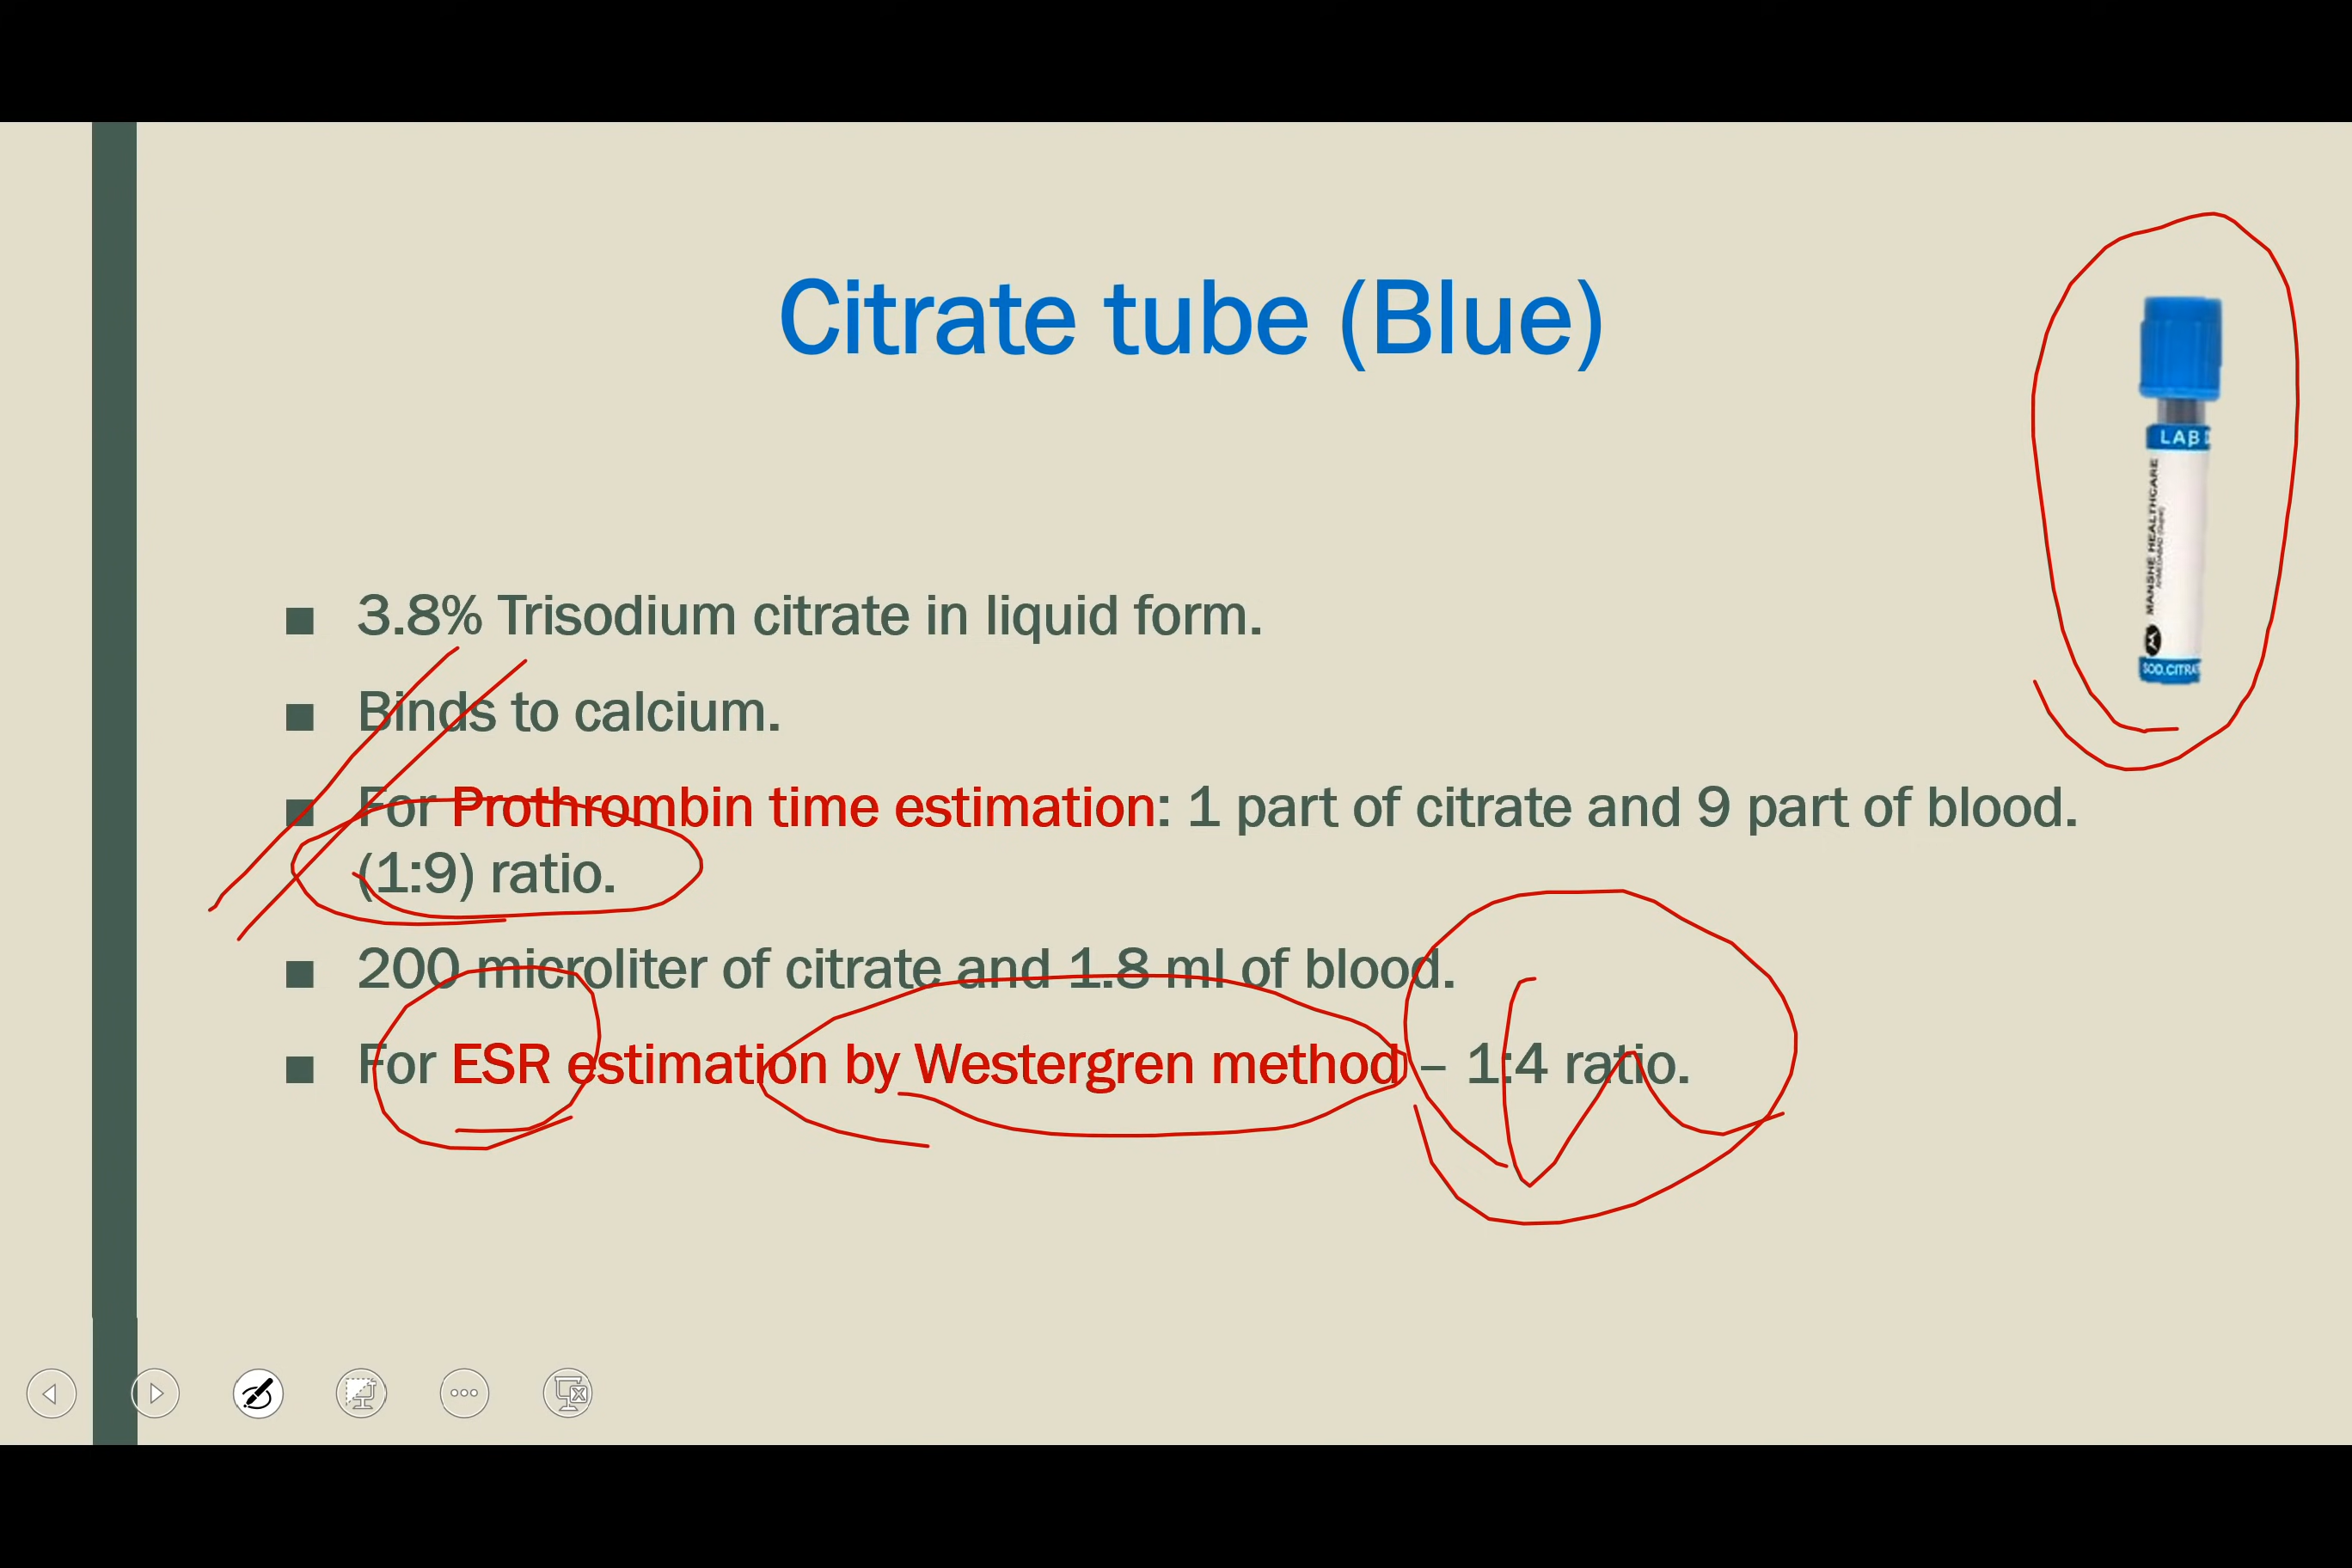 Citrate tube (Blue)
LAB
MANSHE HEALTHCARE
SOD.CITRA
■ 3.8% Trisodium citrate in liquid form.
■ Binds to calcium.
■ For Prothrombin time estimation: 1 part of citrate and 9 part of blood.
(1:9) ratio.
■ 200 microliter of citrate and 1.8 ml of blood.
■ For ESR estimation by Westergren method – 1:4 ratio.